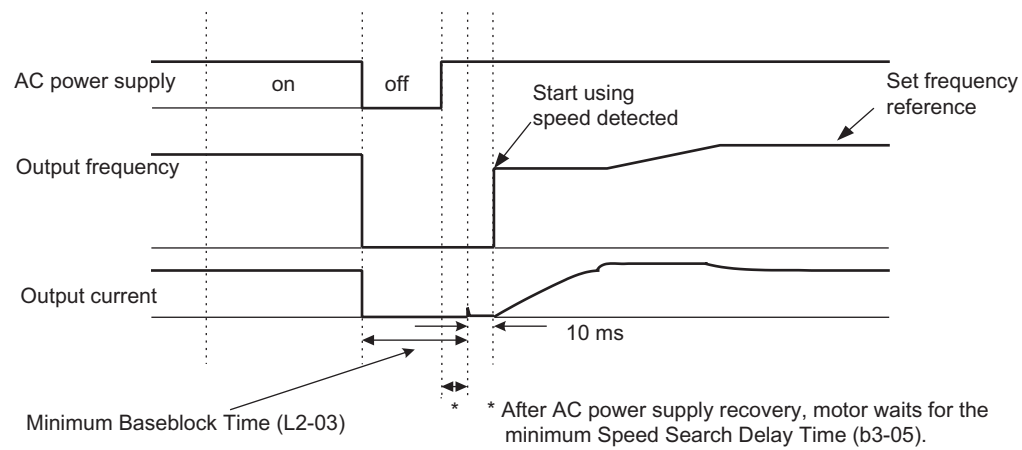 AC power supply
on
off
Start using
speed detected
Set frequency
reference
Output frequency
Output current
10 ms
Minimum Baseblock Time (L2-03)
*
* After AC power supply recovery, motor waits for the
minimum Speed Search Delay Time (b3-05).